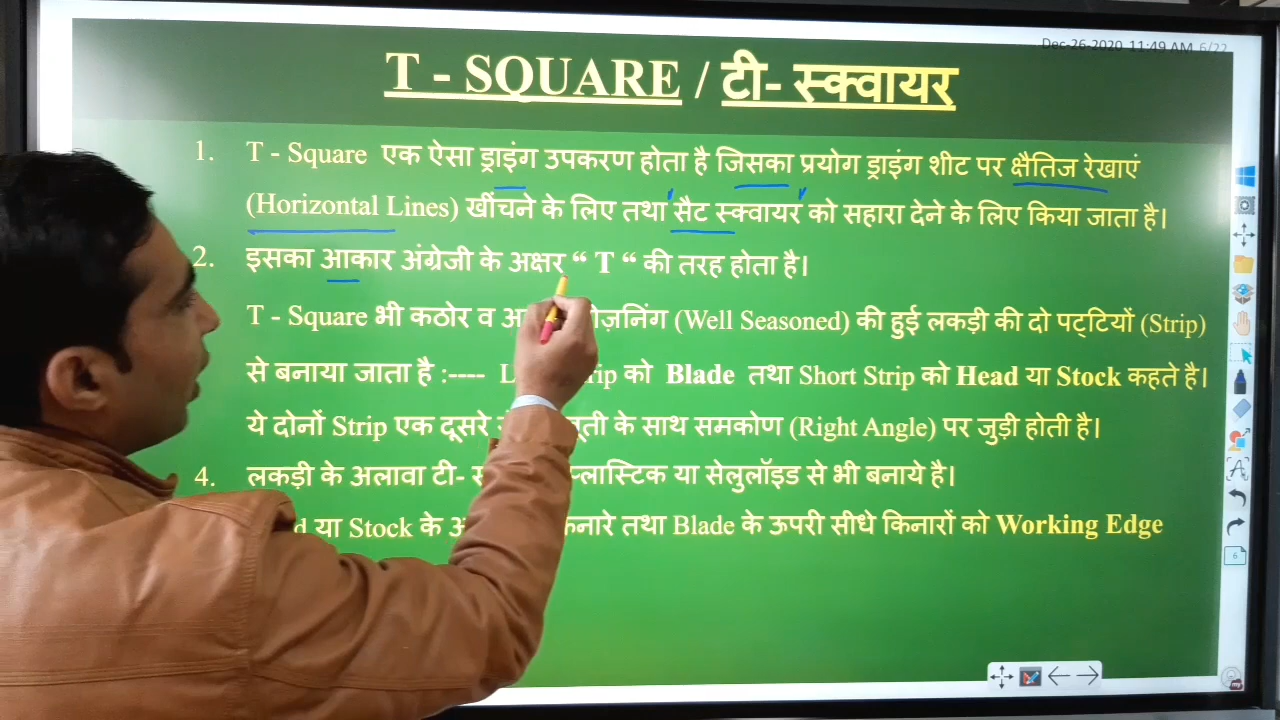 Dec-26-2020 11:49 AM 6/22
T - SQUARE / टी- स्क्वायर
1. T - Square एक ऐसा ड्राइंग उपकरण होता है जिसका प्रयोग ड्राइंग शीट पर क्षैतिज रेखाएं
(Horizontal Lines) खींचने के लिए तथा सैट स्क्वायर को सहारा देने के लिए किया जाता है।
2. इसका आकार अंग्रेजी के अक्षर “ T “ की तरह होता है।
T - Square भी कठोर व (Well Seasoned) की हुई लकड़ी की दो पट्टियों (Strip)
से बनाया जाता है :---- को Blade तथा Short Strip को Head या Stock कहते है।
ये दोनों Strip एक दूसरे के साथ समकोण (Right Angle) पर जुड़ी होती है।
4. लकड़ी के अलावा टी- प्लास्टिक या सेलुलॉइड से भी बनाये है।
या Stock के तथा Blade के ऊपरी सीधे किनारों को Working Edge
6